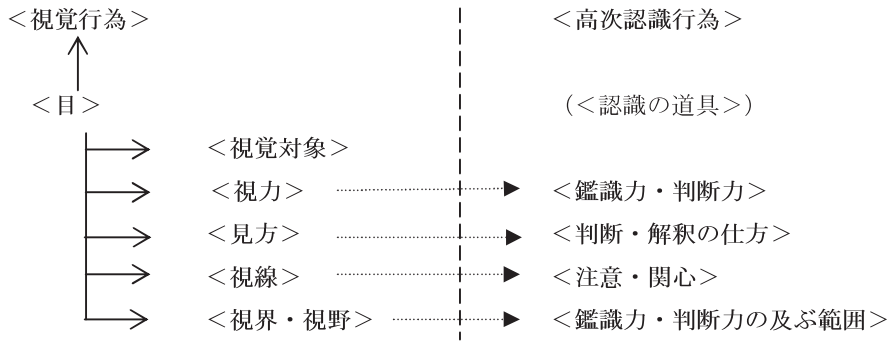 ＜視覚行為＞ ＜高次認識行為＞
＜目＞ （＜認識の道具＞）
＜視覚対象＞
＜視力＞ ＜鑑識力・判断力＞
＜見方＞ ＜判断・解釈の仕方＞
＜視線＞ ＜注意・関心＞
＜視界・視野＞ ＜鑑識力・判断力の及ぶ範囲＞